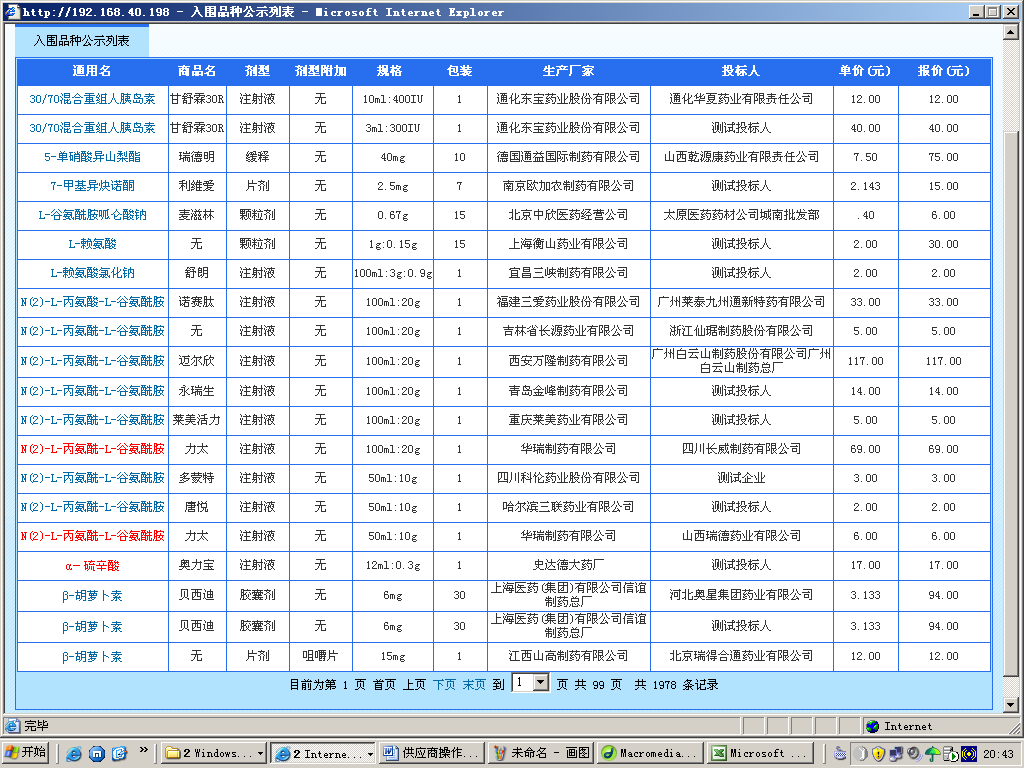 http://192.168.40.198 - 入围品种公示列表 - Microsoft Internet Explorer
入围品种公示列表
通用名 商品名 剂型 剂型附加 规格 包装 生产厂家 投标人 单价(元) 报价(元)
30/70混合重组人胰岛素 甘舒霖30R 注射液 无 10ml:400IU 1 通化东宝药业股份有限公司 通化华夏药业有限责任公司 12.00 12.00
30/70混合重组人胰岛素 甘舒霖30R 注射液 无 3ml:300IU 1 通化东宝药业股份有限公司 测试投标人 40.00 40.00
5-单硝酸异山梨酯 瑞德明 缓释 无 40mg 10 德国通益国际制药有限公司 山西乾源康药业有限责任公司 7.50 75.00
7-甲基异炔诺酮 利维爱 片剂 无 2.5mg 7 南京欧加农制药有限公司 测试投标人 2.143 15.00
L-谷氨酰胺呱仑酸钠 麦滋林 颗粒剂 无 0.67g 15 北京中欣医药经营公司 太原医药药材公司城南批发部 .40 6.00
L-赖氨酸 无 颗粒剂 无 1g:0.15g 15 上海衡山药业有限公司 测试投标人 2.00 30.00
L-赖氨酸氯化钠 舒朗 注射液 无 100ml:3g:0.9g 1 宜昌三峡制药有限公司 测试投标人 2.00 2.00
N(2)-L-丙氨酸-L-谷氨酰胺 诺赛肽 注射液 无 100ml:20g 1 福建三爱药业股份有限公司 广州莱泰九州通新特药有限公司 33.00 33.00
N(2)-L-丙氨酰-L-谷氨酰胺 无 注射液 无 100ml:20g 1 吉林省长源药业有限公司 浙江仙琚制药股份有限公司 5.00 5.00
N(2)-L-丙氨酰-L-谷氨酰胺 迈尔欣 注射液 无 100ml:20g 1 西安万隆制药有限公司 广州白云山制药股份有限公司广州白云山制药总厂 117.00 117.00
N(2)-L-丙氨酰-L-谷氨酰胺 永瑞生 注射液 无 100ml:20g 1 青岛金峰制药有限公司 测试投标人 14.00 14.00
N(2)-L-丙氨酰-L-谷氨酰胺 莱美活力 注射液 无 100ml:20g 1 重庆莱美药业有限公司 测试投标人 5.00 5.00
N(2)-L-丙氨酰-L-谷氨酰胺 力太 注射液 无 100ml:20g 1 华瑞制药有限公司 四川长威制药有限公司 69.00 69.00
N(2)-L-丙氨酰-L-谷氨酰胺 多蒙特 注射液 无 50ml:10g 1 四川科伦药业股份有限公司 测试企业 3.00 3.00
N(2)-L-丙氨酰-L-谷氨酰胺 唐悦 注射液 无 50ml:10g 1 哈尔滨三联药业有限公司 测试投标人 2.00 2.00
N(2)-L-丙氨酰-L-谷氨酰胺 力太 注射液 无 50ml:10g 1 华瑞制药有限公司 山西瑞德药业有限公司 6.00 6.00
α- 硫辛酸 奥力宝 注射液 无 12ml:0.3g 1 史达德大药厂 测试投标人 17.00 17.00
β-胡萝卜素 贝西迪 胶囊剂 无 6mg 30 上海医药(集团)有限公司信谊制药总厂 河北奥星集团药业有限公司 3.133 94.00
β-胡萝卜素 贝西迪 胶囊剂 无 6mg 30 上海医药(集团)有限公司信谊制药总厂 测试投标人 3.133 94.00
β-胡萝卜素 无 片剂 咀嚼片 15mg 1 江西山高制药有限公司 北京瑞得合通药业有限公司 12.00 12.00
目前为第 1 页 首页 上页 下页 末页 到 1 页 共 99 页 共 1978 条记录
完毕 Internet
开始 » 2 Windows... 2 Interne... 供应商操作... 未命名 - 画图 Macromedia... Microsoft ... 20:43